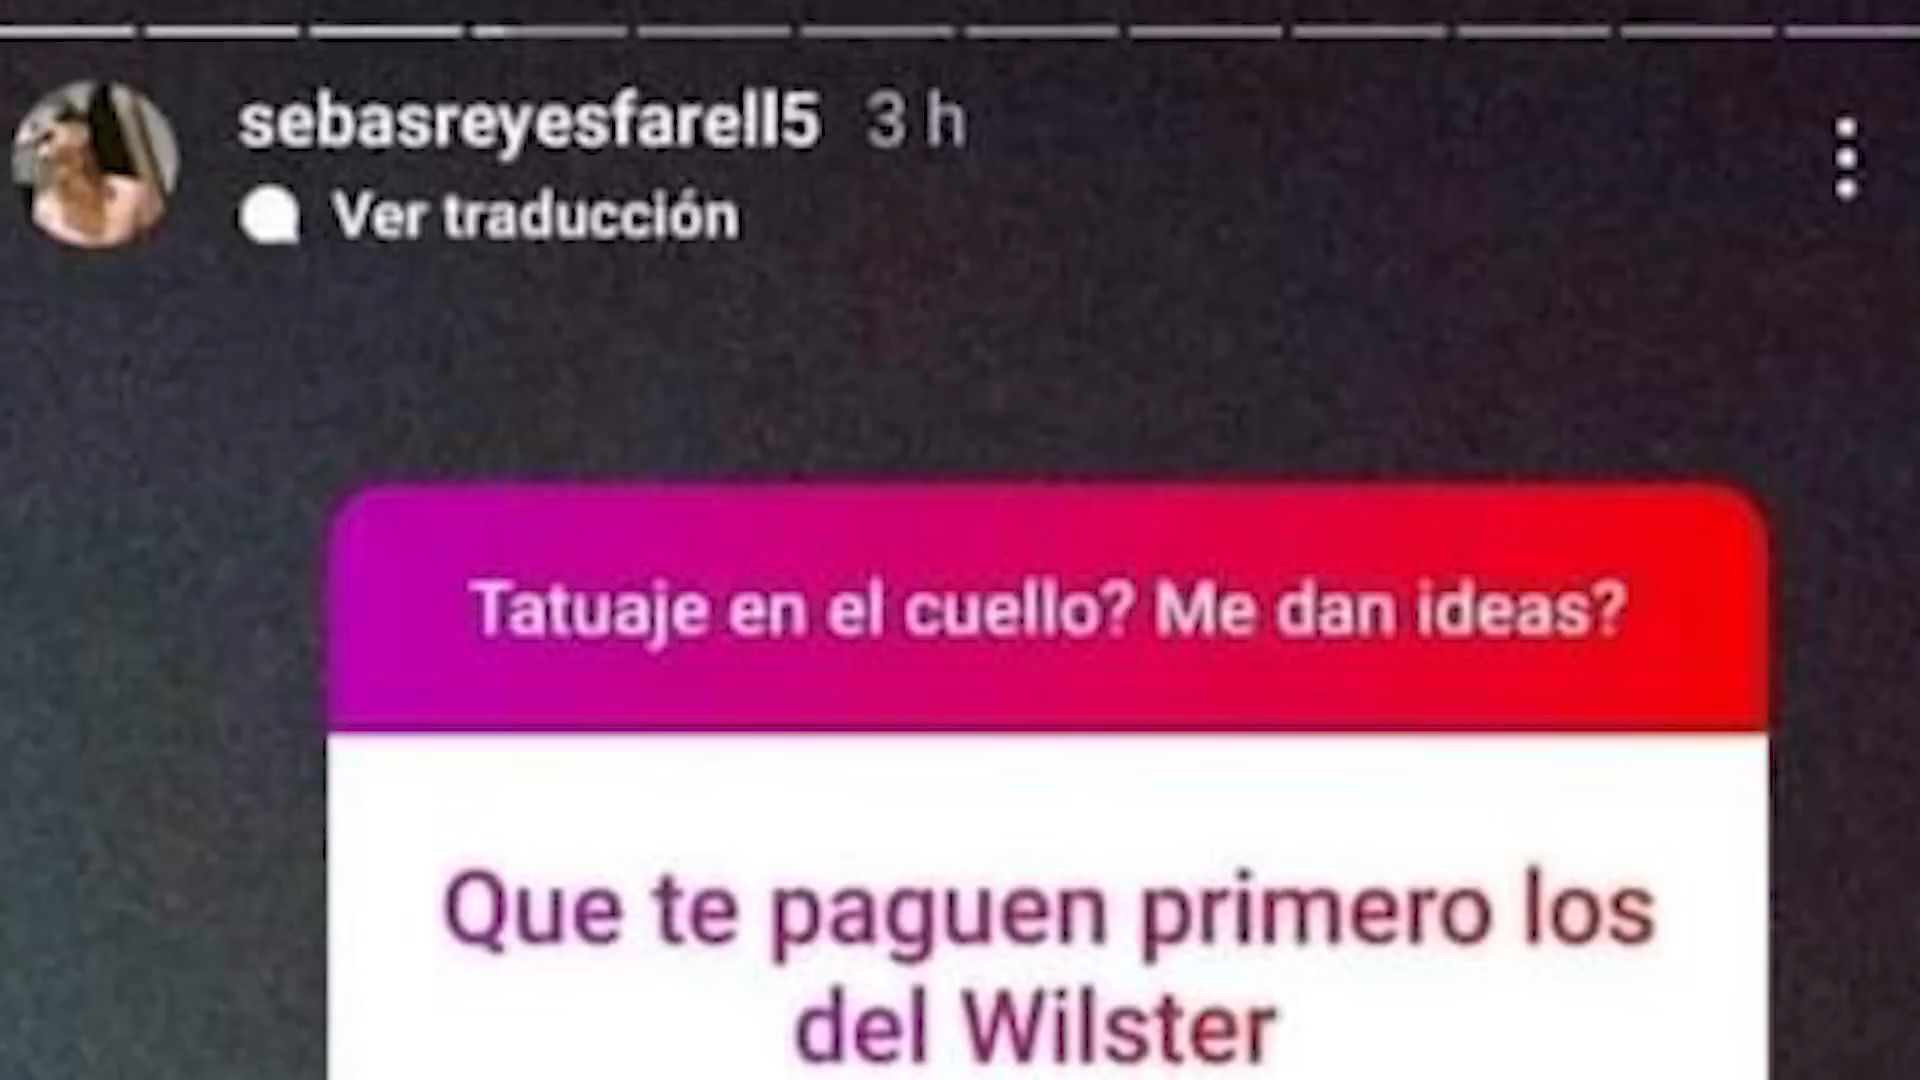 sebasreyesfarell5 3 h
Ver traducción
Tatuaje en el cuello? Me dan ideas?
Que te paguen primero los
del Wilster